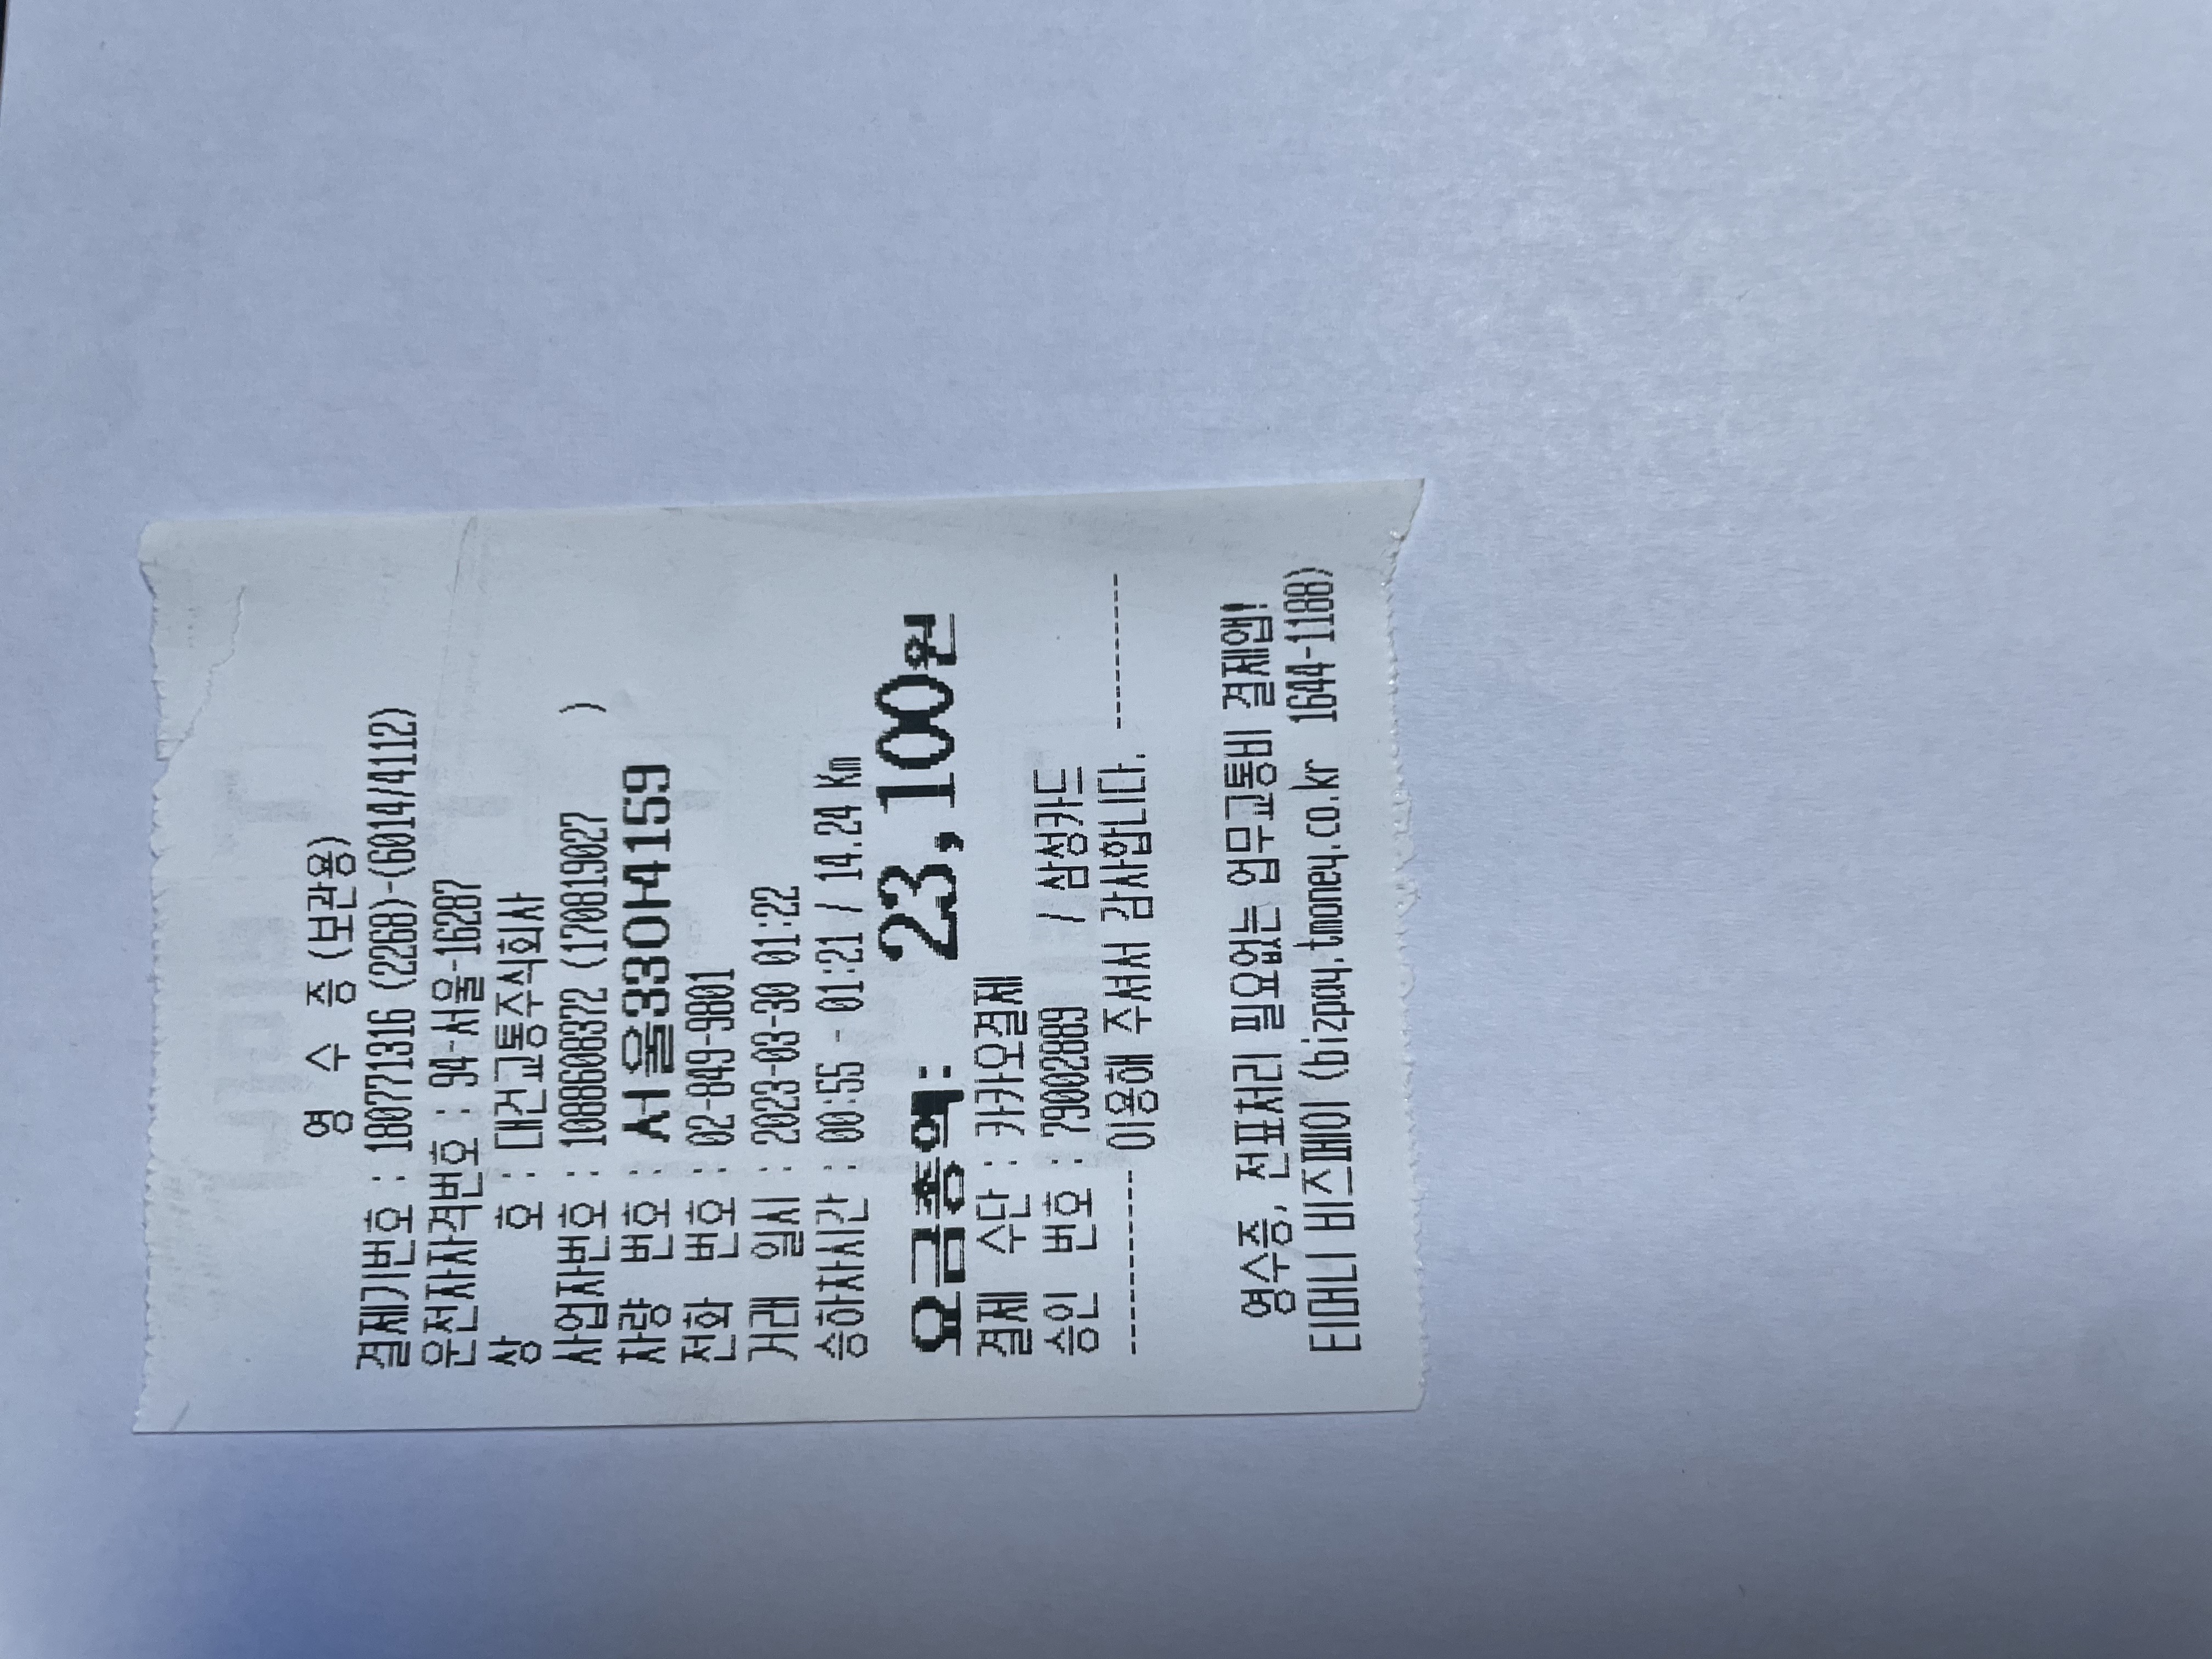 영 수 증 (보관용)
결제기번호 : 180771316 (2268)-(6014/4112)
운전자자격번호 : 94-서울-16287
상 호 : 대건교통주식회사
사업자번호 : 1088608372 (170819027 )
차량 번호 : 서울33아4159
전화 번호 : 02-849-9801
거래 일시 : 2023-03-30 01:22
승하차시간 : 00:55 - 01:21 / 14.24 Km
요금총액: 23,100원
결제 수단 : 카카오결제
승인 번호 : 79002889 / 삼성카드
----------- 이용해 주셔서 감사합니다. ----------
영수증, 전표처리 필요없는 업무교통비 결제앱!
티머니 비즈페이 (bizpay.tmoney.co.kr 1644-1188)